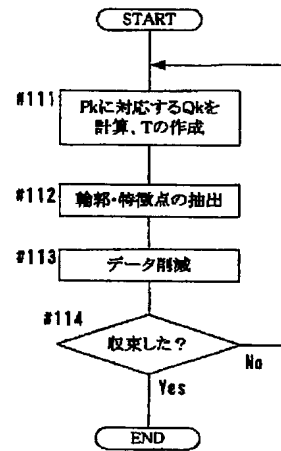 START
#111
Pkに対応するQkを
計算、Tの作成
#112
輪郭・特徴点の抽出
#113
データ削減
#114
収束した?
No
Yes
END